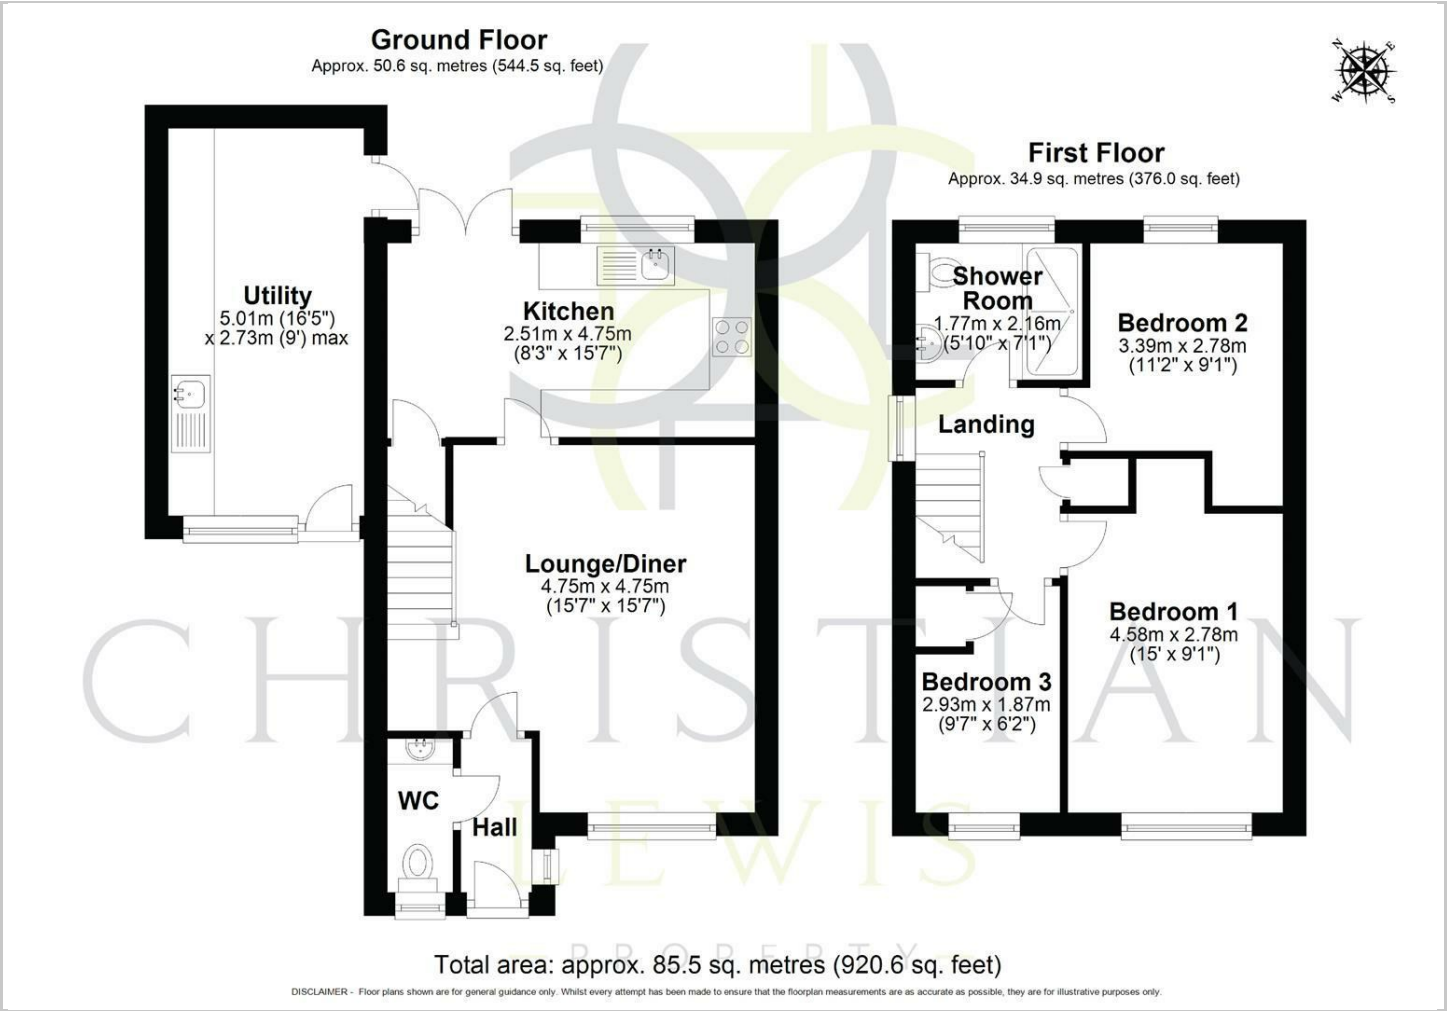 Ground Floor
Approx. 50.6 sq. metres (544.5 sq. feet)
N
E
W
S
First Floor
Approx. 34.9 sq. metres (376.0 sq. feet)
Utility
5.01m (16'5")
x 2.73m (9') max
Kitchen
2.51m x 4.75m
(8'3" x 15'7")
Shower
Room
1.77m x 2.16m
(5'10" x 7'1")
Bedroom 2
3.39m x 2.78m
(11'2" x 9'1")
Landing
Lounge/Diner
4.75m x 4.75m
(15'7" x 15'7")
Bedroom 1
4.58m x 2.78m
(15' x 9'1")
Bedroom 3
2.93m x 1.87m
(9'7" x 6'2")
WC
Hall
CHRISTIAN
LEWIS
PROPERTY
Total area: approx. 85.5 sq. metres (920.6 sq. feet)
DISCLAIMER - Floor plans shown are for general guidance only. Whilst every attempt has been made to ensure that the floorplan measurements are as accurate as possible, they are for illustrative purposes only.